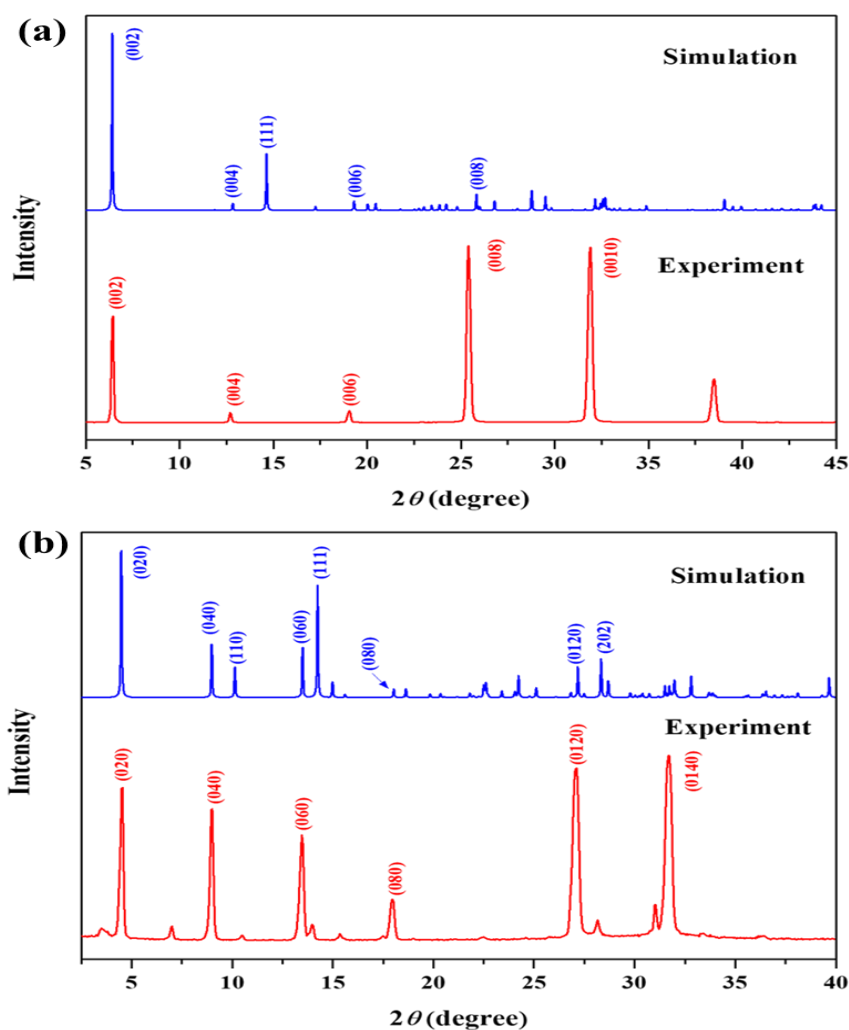 (a)
(002)
Simulation
(111)
(004)
(006)
(008)
Intensity
Experiment
(002)
(004)
(006)
(008)
(0010)
5 10 15 20 25 30 35 40 45
2θ (degree)
(b)
(020)
Simulation
(040)
(110)
(060)
(111)
(080)
(0120)
(202)
Intensity
Experiment
(020)
(040)
(060)
(080)
(0120)
(0140)
5 10 15 20 25 30 35 40
2θ (degree)